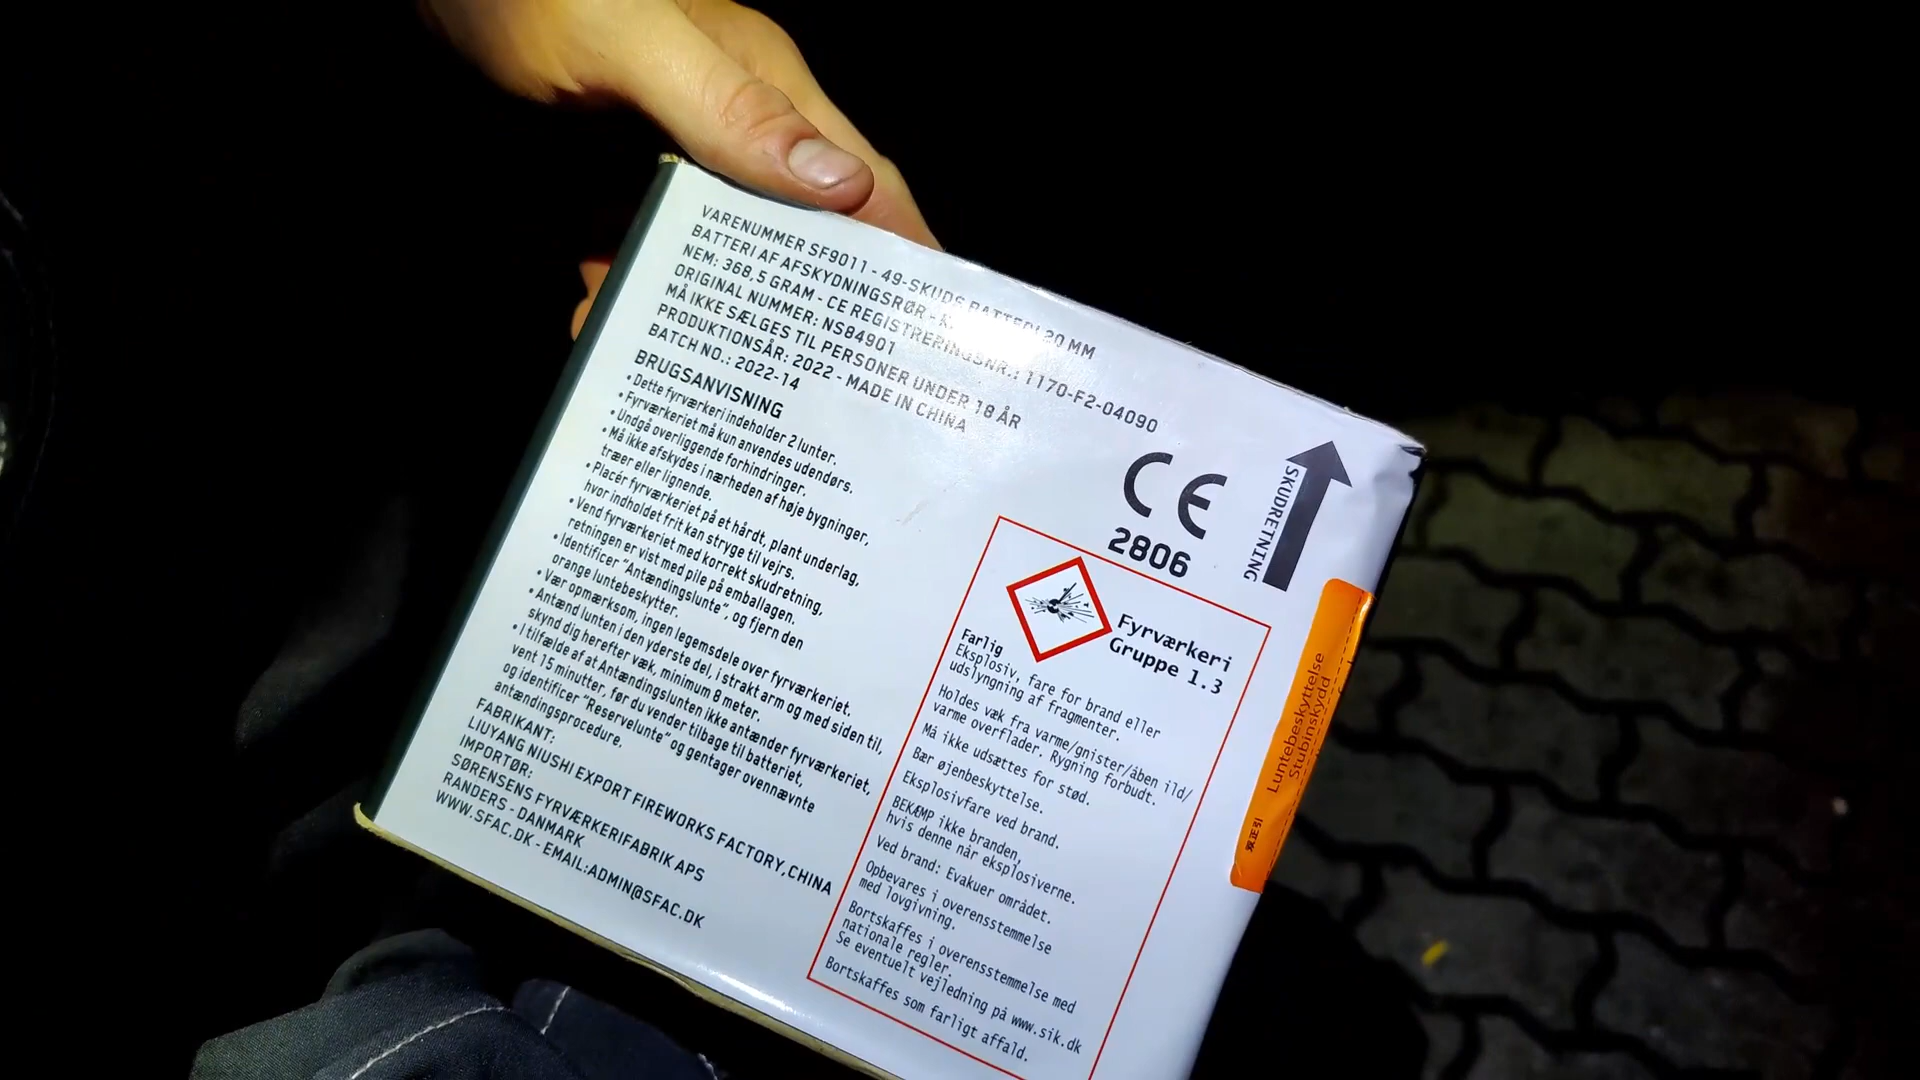 VARENUMMER SF9011 - 49-SKUDS BATTERI 20 MM
BATTERI AF AFSKYDNINGSRØR -
NEM: 368,5 GRAM - CE REGISTRERINGSNR.: 1170-F2-04090
ORIGINAL NUMMER: NS84901
MÅ IKKE SÆLGES TIL PERSONER UNDER 18 ÅR
PRODUKTIONSÅR: 2022 - MADE IN CHINA
BATCH NO.: 2022-14
BRUGSANVISNING
• Dette fyrværkeri indeholder 2 lunter.
• Fyrværkeriet må kun anvendes udendørs.
• Undgå overliggende forhindringer.
• Må ikke afskydes i nærheden af høje bygninger,
træer eller lignende.
• Placér fyrværkeriet på et hårdt, plant underlag,
hvor indholdet frit kan stryge til vejrs.
• Vend fyrværkeriet med korrekt skudretning,
retningen er vist med pile på emballagen.
• Identificer "Antændingslunte", og fjern den
orange luntebeskytter.
• Vær opmærksom, ingen legemsdele over fyrværkeriet.
• Antænd lunten i den yderste del, i strakt arm og med siden til,
skynd dig herefter væk, minimum 8 meter.
• I tilfælde af at Antændingslunten ikke antænder fyrværkeriet,
vent 15 minutter, før du vender tilbage til batteriet,
og identificer "Reservelunte" og gentager ovennævnte
antændingsprocedure.
FABRIKANT:
LIUYANG NIUSHI EXPORT FIREWORKS FACTORY, CHINA
IMPORTØR:
SØRENSENS FYRVÆRKERIFABRIK APS
RANDERS - DANMARK
WWW.SFAC.DK - EMAIL:ADMIN@SFAC.DK
CE
2806
SKUDRETNING
Fyrværkeri
Gruppe 1.3
Farlig
Eksplosiv, fare for brand eller
udslyngning af fragmenter.
Holdes væk fra varme/gnister/åben ild/
varme overflader. Rygning forbudt.
Må ikke udsættes for stød.
Bær øjenbeskyttelse.
Eksplosivfare ved brand.
BEKÆMP ikke branden,
hvis denne når eksplosiverne.
Ved brand: Evakuer området.
Opbevares i overensstemmelse
med lovgivning.
Bortskaffes i overensstemmelse med
nationale regler.
Se eventuelt vejledning på www.sik.dk
Bortskaffes som farligt affald.
Luntebeskyttelse
Stubinskydd